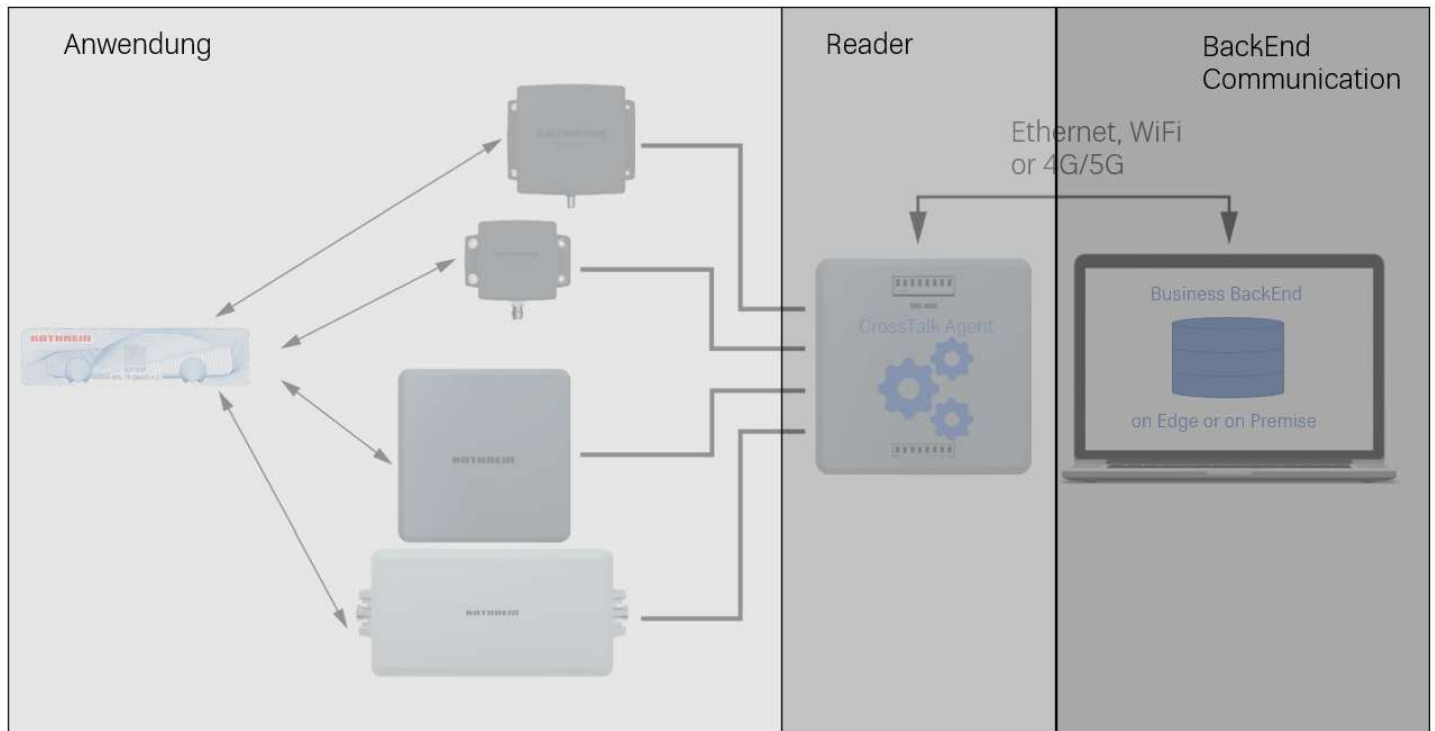 Anwendung
Reader
BackEnd
Communication
Ethernet, WiFi
or 4G/5G
KATHREIN
KATHREIN
CrossTalk Agent
Business BackEnd
on Edge or on Premise
KATHREIN
KATHREIN